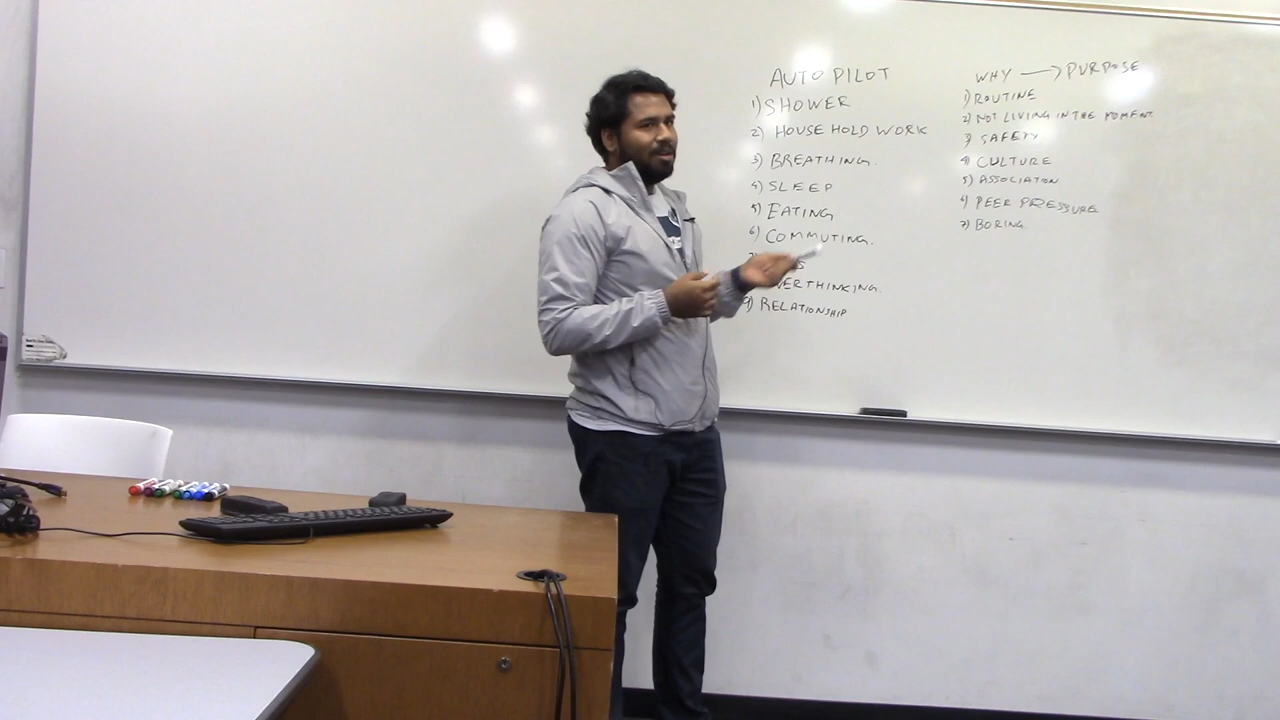 AUTO PILOT
1) SHOWER
2) HOUSE HOLD WORK
3) BREATHING.
4) SLEEP
5) EATING
6) COMMUTING.
VERTHINKING.
9) RELATIONSHIP
WHY → PURPOSE
1) ROUTINE
2) NOT LIVING IN THE MOMENT.
3) SAFETY
4) CULTURE
5) ASSOCIATION
4) PEER PRESSURE
7) BORING.